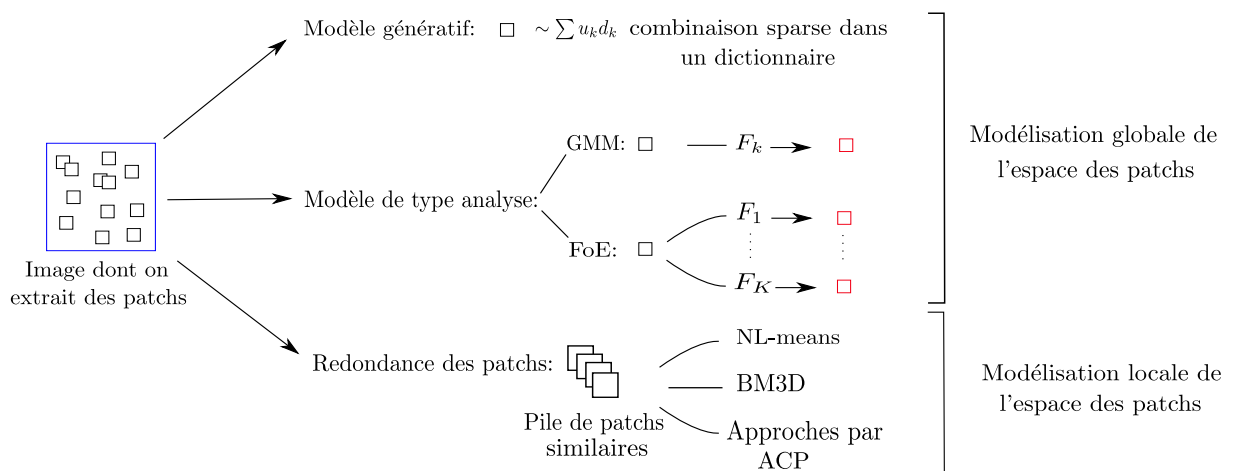 Modèle génératif: ∼ ∑ u_k d_k combinaison sparse dans
un dictionnaire
Modélisation globale de
l'espace des patchs
GMM: F_k
Modèle de type analyse:
F_1
FoE:
F_K
Image dont on
extrait des patchs
Redondance des patchs:
Pile de patchs
similaires
NL-means
BM3D
Approches par
ACP
Modélisation locale de
l'espace des patchs